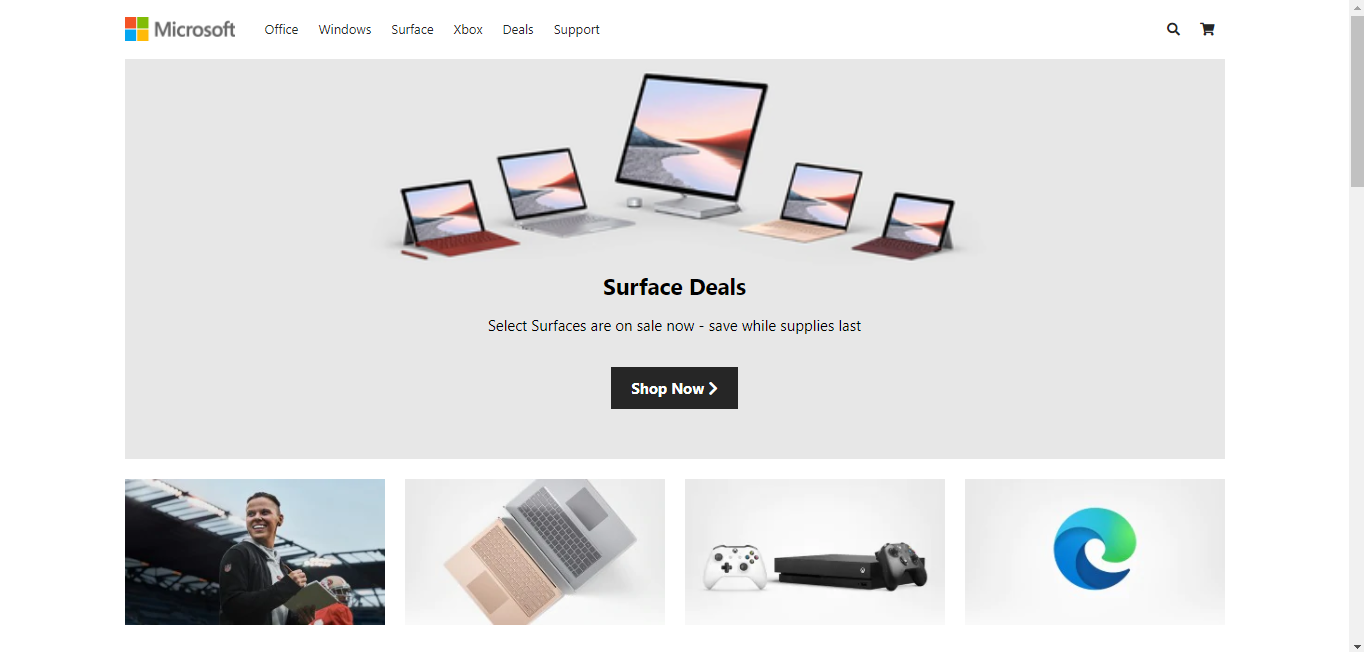 Microsoft
Office Windows Surface Xbox Deals Support
Surface Deals
Select Surfaces are on sale now - save while supplies last
Shop Now